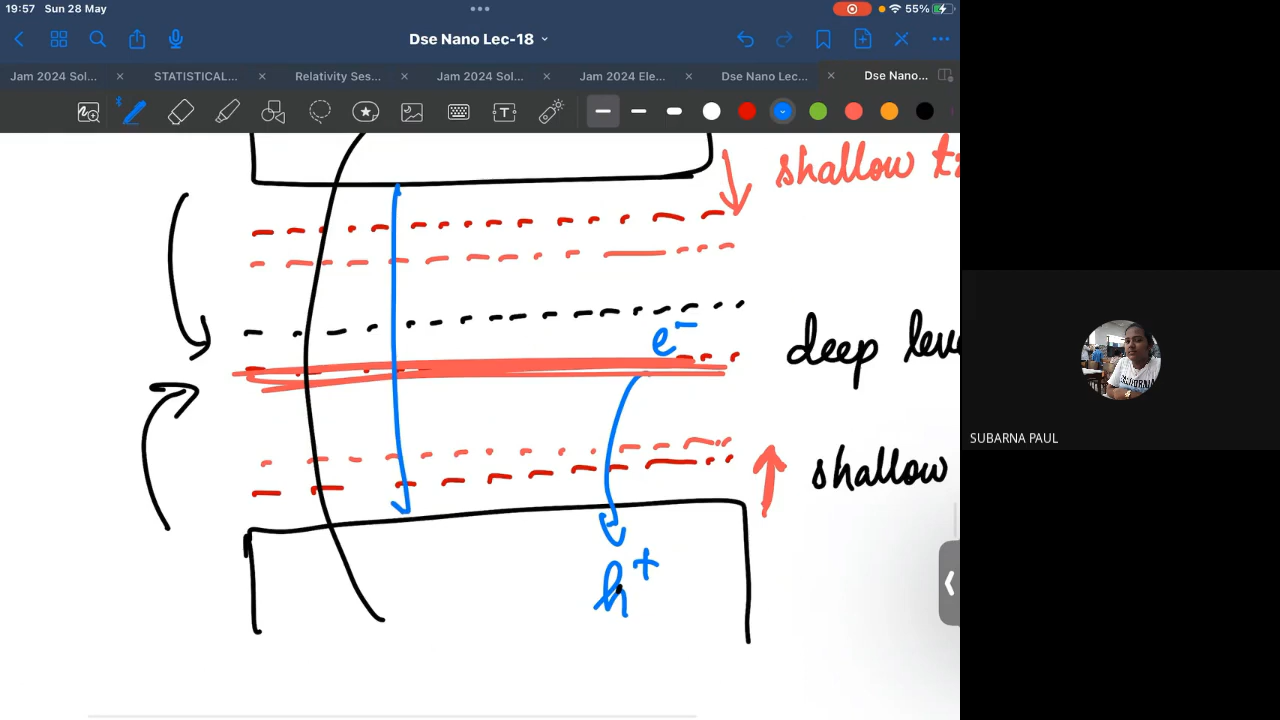 19:57 Sun 28 May
55%
Dse Nano Lec-18
Jam 2024 Sol...
STATISTICAL...
Relativity Ses...
Jam 2024 Sol...
Jam 2024 Ele...
Dse Nano Lec...
Dse Nano...
shallow
e⁻
deep
shallow
h⁺
SUBARNA PAUL